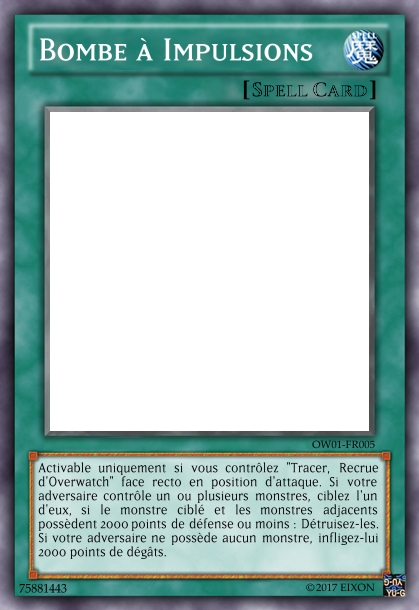 BOMBE À IMPULSIONS
魔
[SPELL CARD]
OW01-FR005
Activable uniquement si vous contrôlez "Tracer, Recrue
d'Overwatch" face recto en position d'attaque. Si votre
adversaire contrôle un ou plusieurs monstres, ciblez l'un
d'eux, si le monstre ciblé et les monstres adjacents
possèdent 2000 points de défense ou moins : Détruisez-les.
Si votre adversaire ne possède aucun monstre, infligez-lui
2000 points de dégâts.
75881443
©2017 EIXON